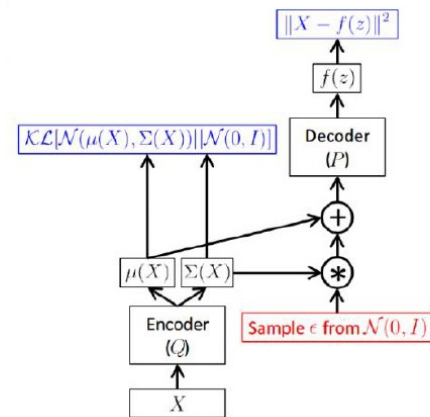 ‖X − f(z)‖²
f(z)
𝒦ℒ[𝒩(μ(X), Σ(X))||𝒩(0, I)]
Decoder
(P)
+
μ(X) Σ(X)
*
Encoder
(Q)
Sample ϵ from 𝒩(0, I)
X